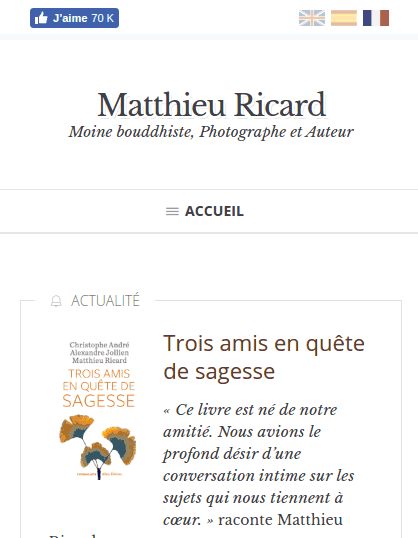 J'aime 70 K
Matthieu Ricard
Moine bouddhiste, Photographe et Auteur
ACCUEIL
ACTUALITÉ
Christophe André
Alexandre Jollien
Matthieu Ricard
TROIS AMIS
EN QUÊTE DE
SAGESSE
Trois amis en quête
de sagesse
« Ce livre est né de notre
amitié. Nous avions le
profond désir d'une
conversation intime sur les
sujets qui nous tiennent à
cœur. » raconte Matthieu